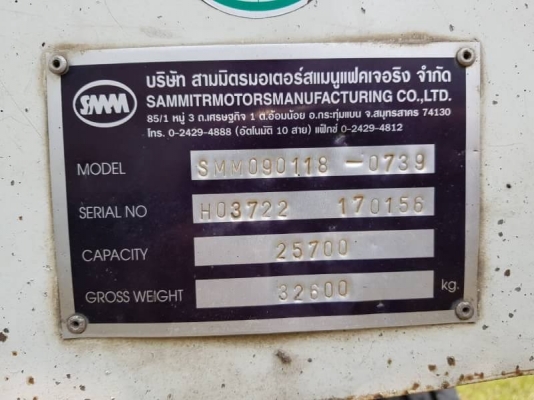 SMM
บริษัท สามมิตรมอเตอร์สแมนูแฟคเจอริง จำกัด
SAMMITRMOTORSMANUFACTURING CO.,LTD.
85/1 หมู่ 3 ถ.เศรษฐกิจ 1 ต.อ้อมน้อย อ.กระทุ่มแบน จ.สมุทรสาคร 74130
โทร. 0-2429-4888 (อัตโนมัติ 10 สาย) แฟ็กซ์ 0-2429-4812
MODEL SMM090118-0739
SERIAL NO H03722 170156
CAPACITY 25700
GROSS WEIGHT 32600 kg.